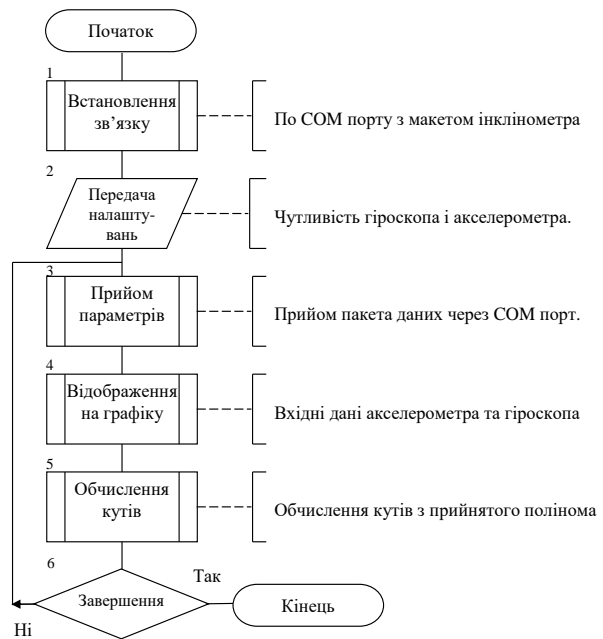 Початок
1
Встановлення
зв’язку
По COM порту з макетом інклінометра
2
Передача
налашту-
вань
Чутливість гіроскопа і акселерометра.
3
Прийом
параметрів
Прийом пакета даних через COM порт.
4
Відображення
на графіку
Вхідні дані акселерометра та гіроскопа
5
Обчислення
кутів
Обчислення кутів з прийнятого полінома
6
Завершення
Так
Кінець
Ні